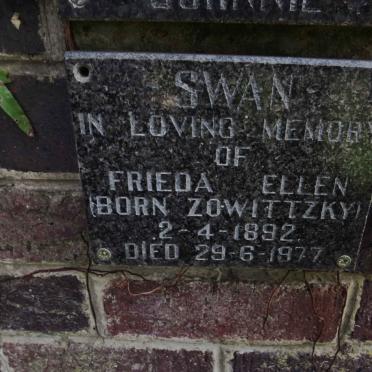 SWAN
IN LOVING MEMORY
OF
FRIEDA ELLEN
(BORN ZOWITTZKY)
2-4-1892
DIED 29-6-1977